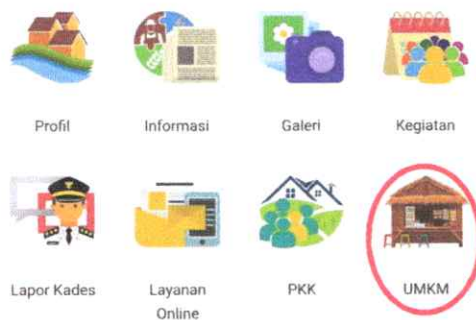 Profil
Informasi
Galeri
Kegiatan
Lapor Kades
Layanan
Online
PKK
UMKM